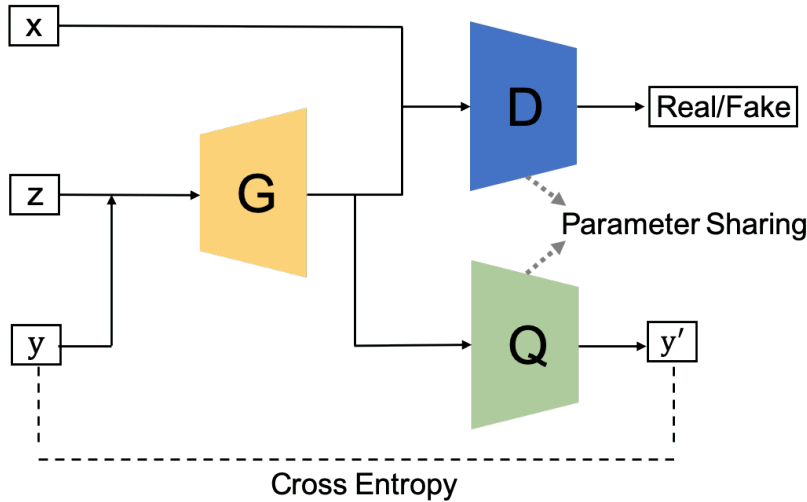 x
D
Real/Fake
z
G
Parameter Sharing
y
Q
y′
Cross Entropy